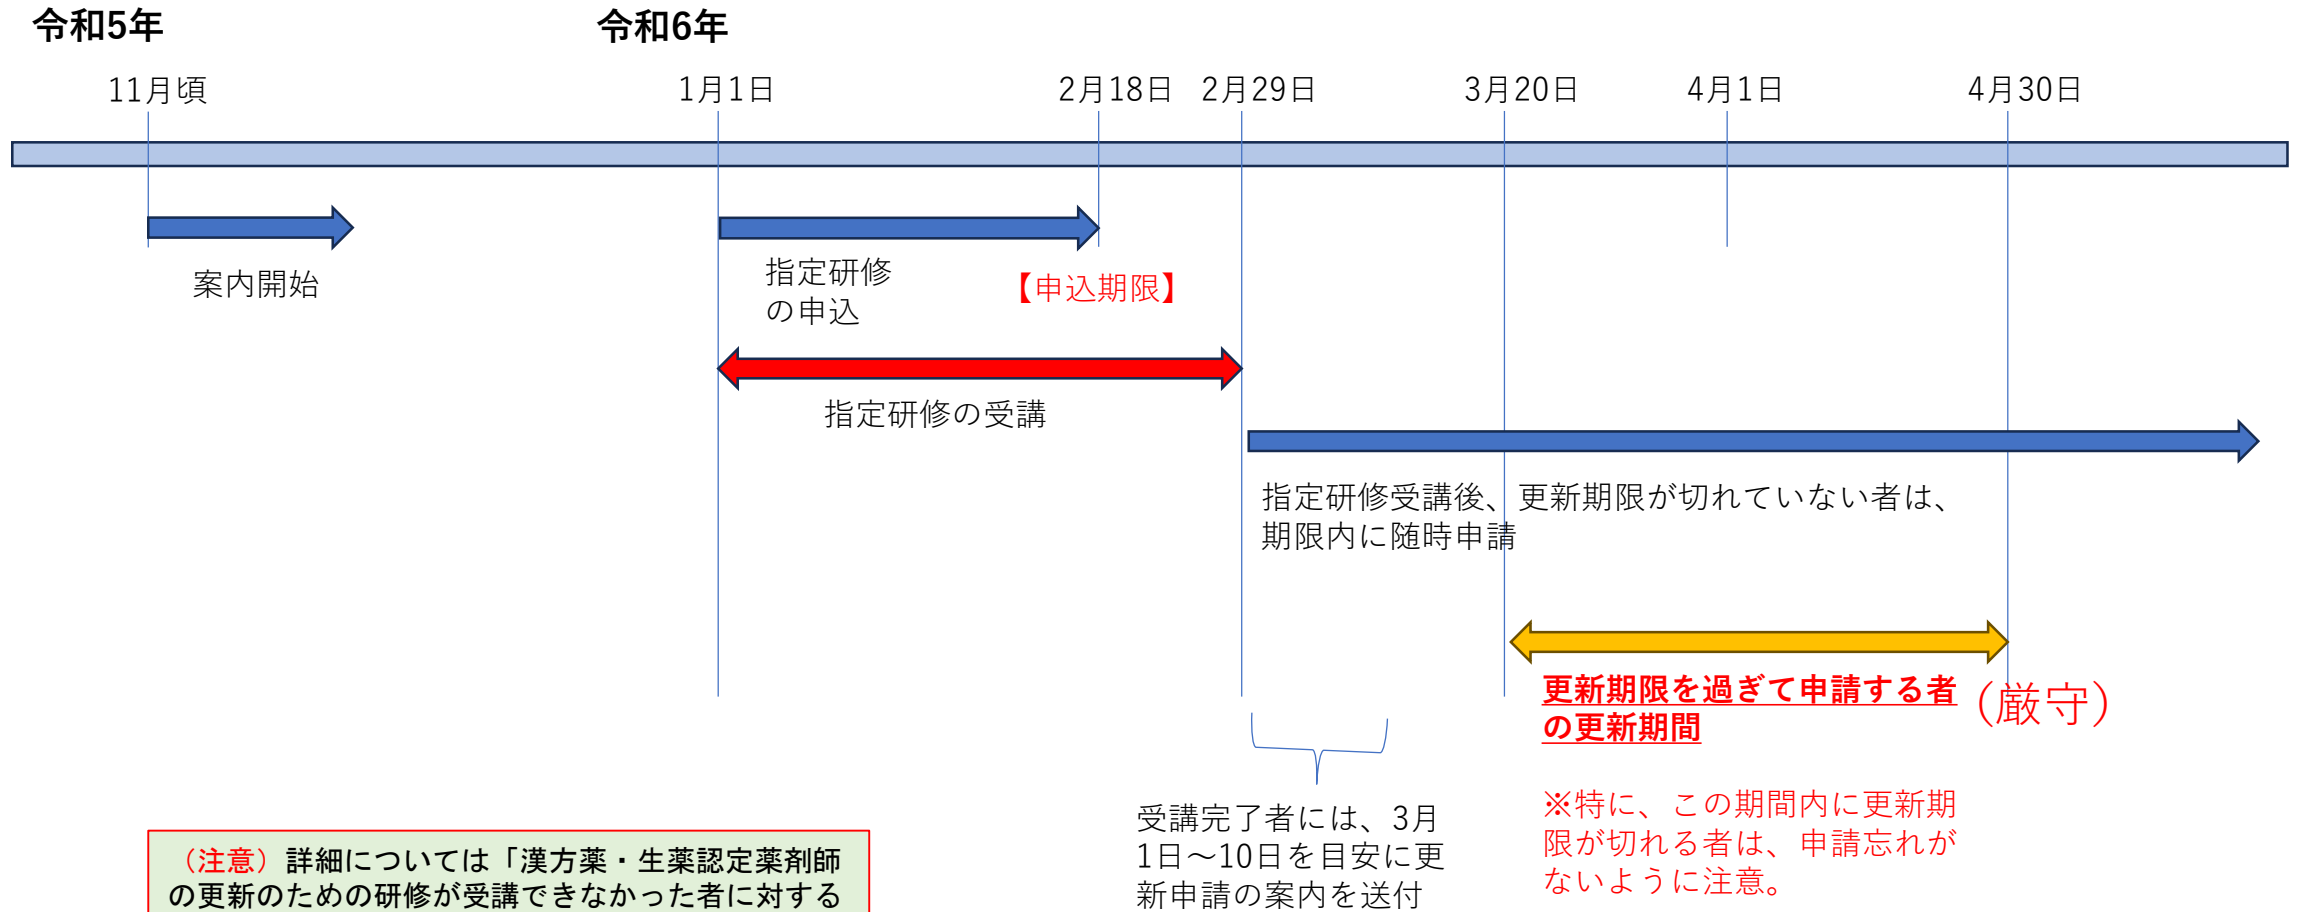 令和5年
令和6年
11月頃
1月1日
2月18日
2月29日
3月20日
4月1日
4月30日
案内開始
指定研修
の申込
【申込期限】
指定研修の受講
指定研修受講後、更新期限が切れていない者は、
期限内に随時申請
更新期限を過ぎて申請する者
の更新期間
（厳守）
※特に、この期間内に更新期
限が切れる者は、申請忘れが
ないように注意。
受講完了者には、3月
1日～10日を目安に更
新申請の案内を送付
（注意）詳細については「漢方薬・生薬認定薬剤師
の更新のための研修が受講できなかった者に対する